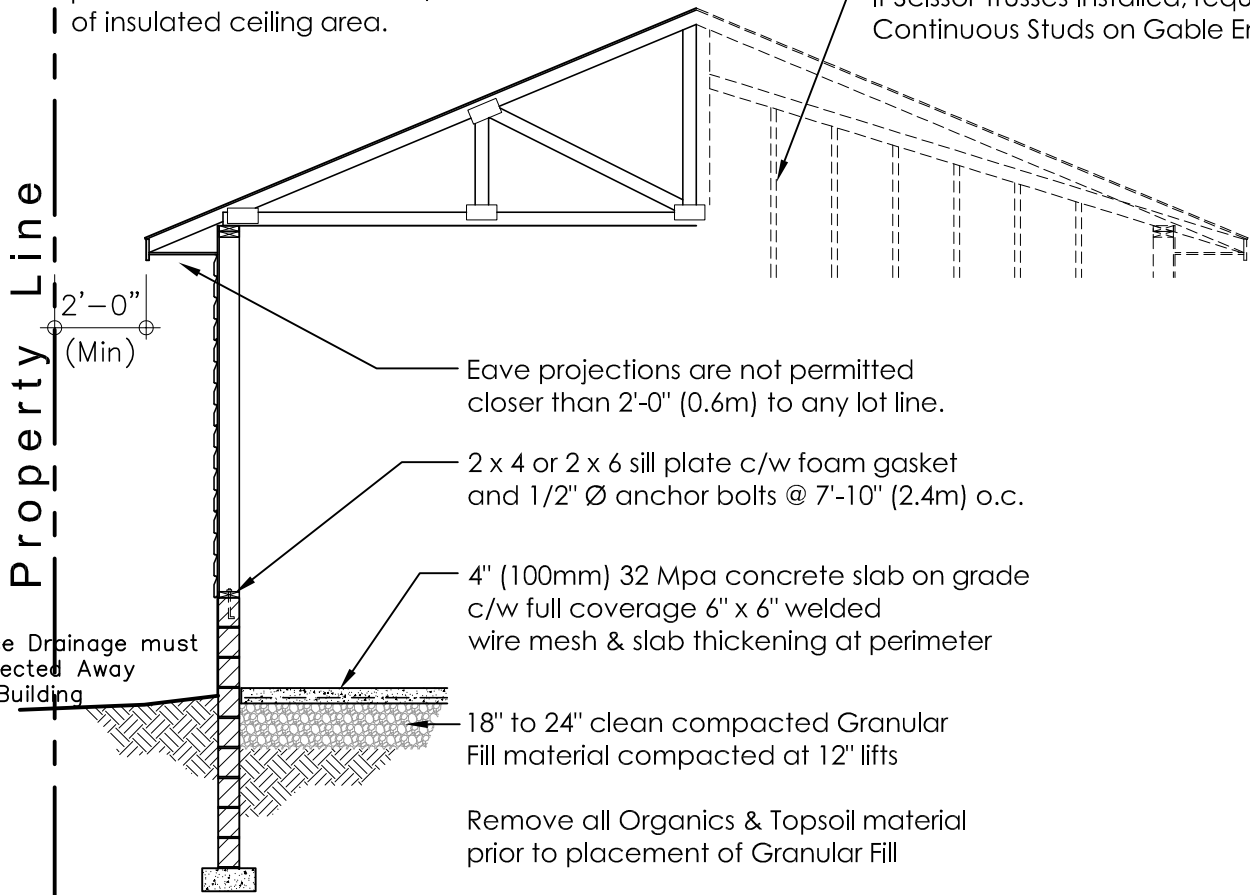 of insulated ceiling area.
Continuous Studs on Gable
Property Line
2'-0"
(Min)
Eave projections are not permitted
closer than 2'-0" (0.6m) to any lot line.
2 x 4 or 2 x 6 sill plate c/w foam gasket
and 1/2" Ø anchor bolts @ 7'-10" (2.4m) o.c.
4" (100mm) 32 Mpa concrete slab on grade
c/w full coverage 6" x 6" welded
wire mesh & slab thickening at perimeter
Drainage must
Away
Building
18" to 24" clean compacted Granular
Fill material compacted at 12" lifts
Remove all Organics & Topsoil material
prior to placement of Granular Fill